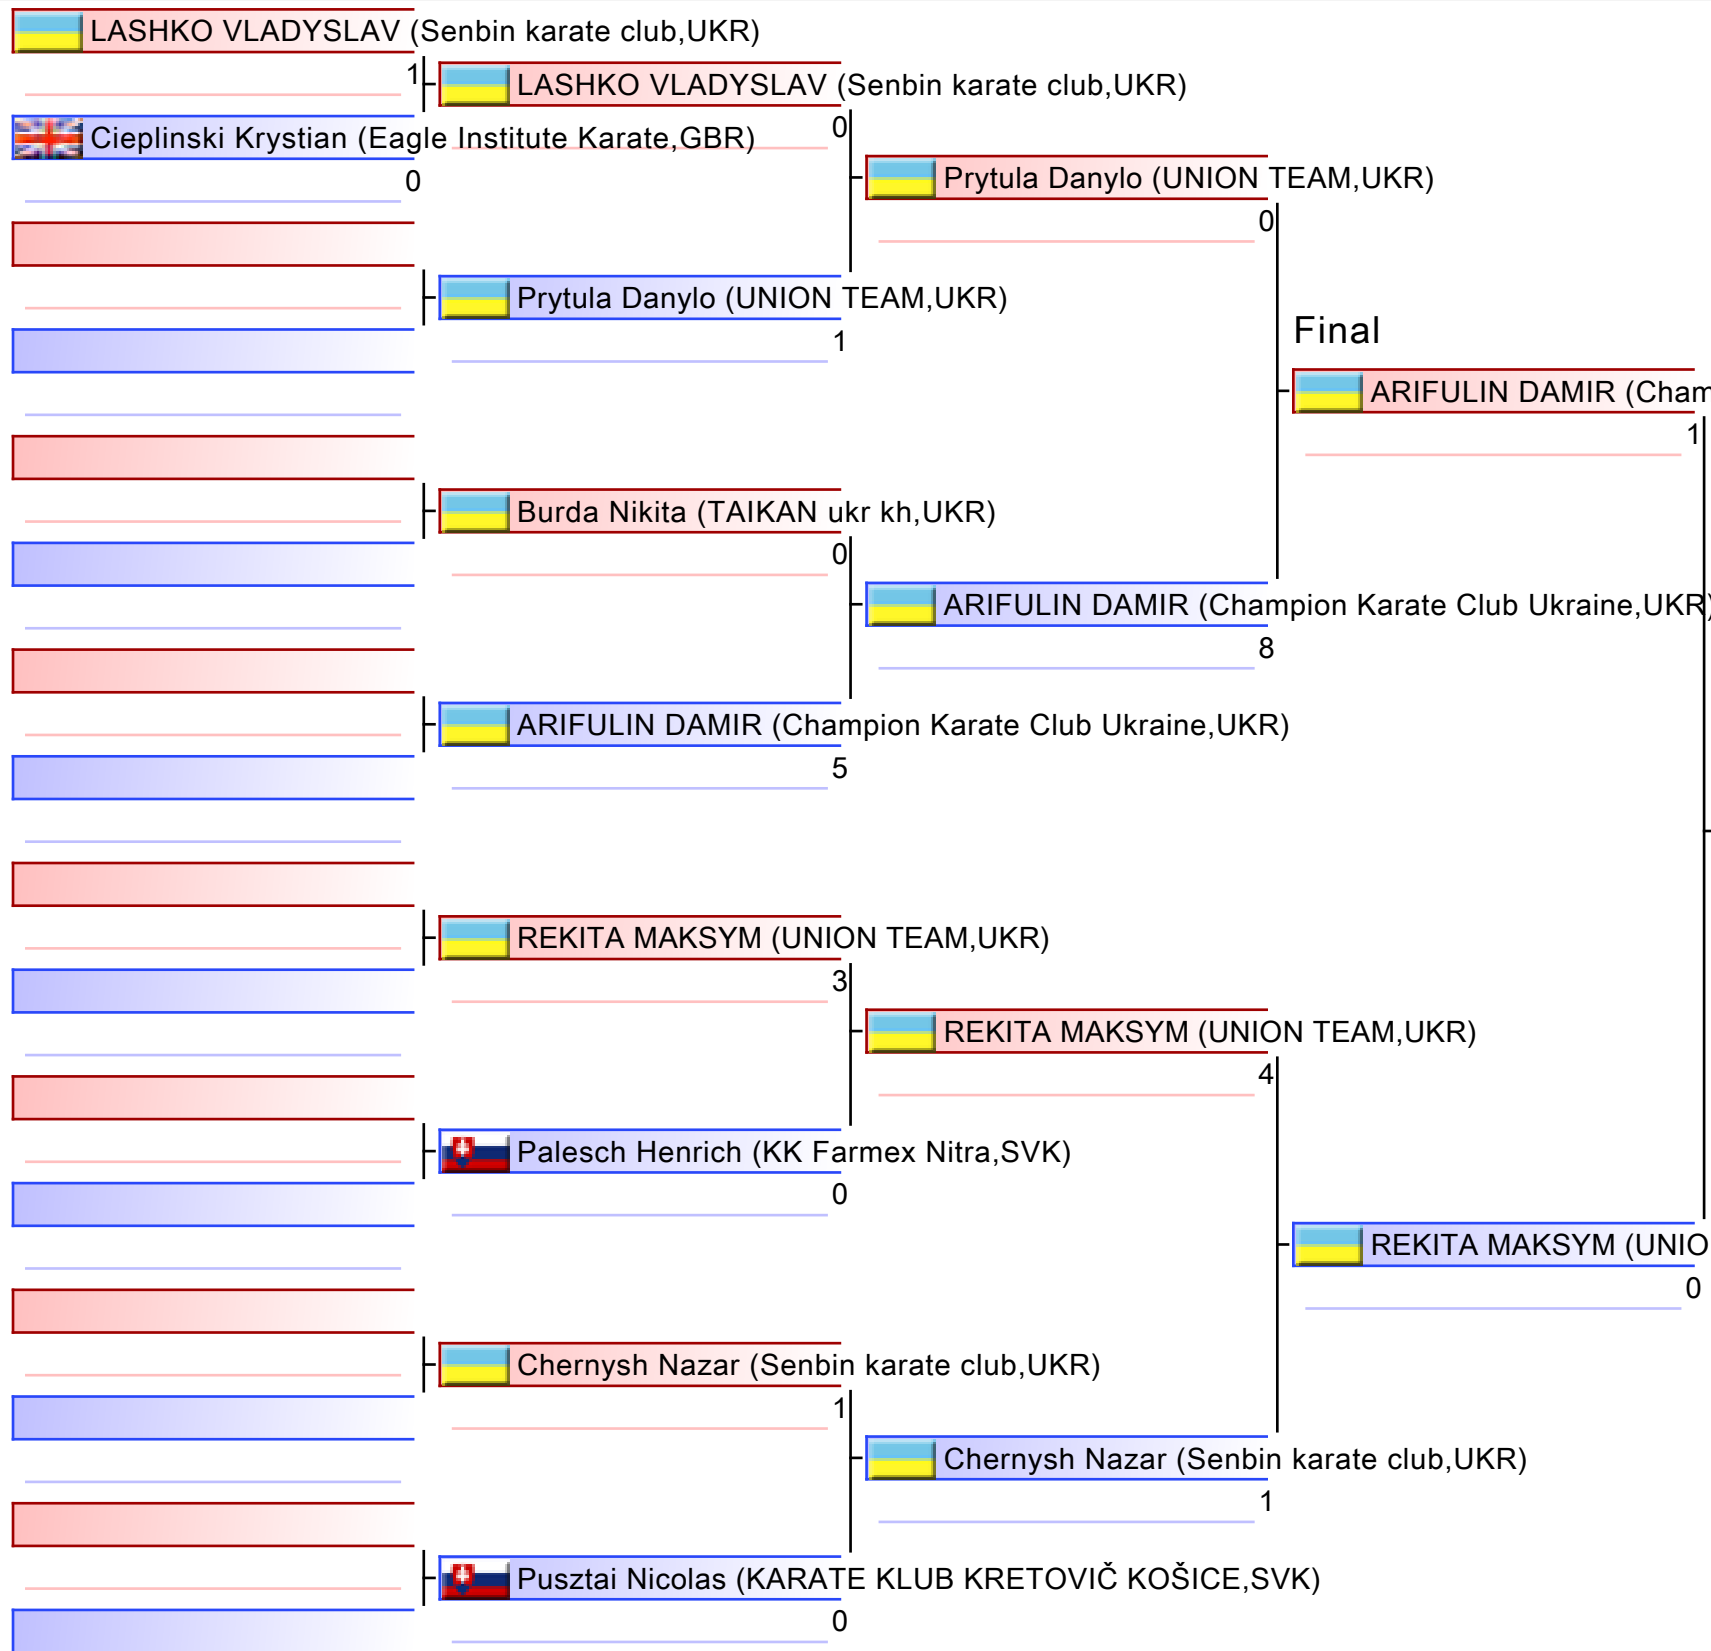 LASHKO VLADYSLAV (Senbin karate club,UKR)
1
Cieplinski Krystian (Eagle Institute Karate,GBR)
0
LASHKO VLADYSLAV (Senbin karate club,UKR)
0
Prytula Danylo (UNION TEAM,UKR)
1
Burda Nikita (TAIKAN ukr kh,UKR)
0
ARIFULIN DAMIR (Champion Karate Club Ukraine,UKR)
5
REKITA MAKSYM (UNION TEAM,UKR)
3
Palesch Henrich (KK Farmex Nitra,SVK)
0
Chernysh Nazar (Senbin karate club,UKR)
1
Pusztai Nicolas (KARATE KLUB KRETOVIČ KOŠICE,SVK)
0
Prytula Danylo (UNION TEAM,UKR)
0
ARIFULIN DAMIR (Champion Karate Club Ukraine,UKR)
8
REKITA MAKSYM (UNION TEAM,UKR)
4
Chernysh Nazar (Senbin karate club,UKR)
1
Final
ARIFULIN DAMIR (Cham
1
REKITA MAKSYM (UNIO
0